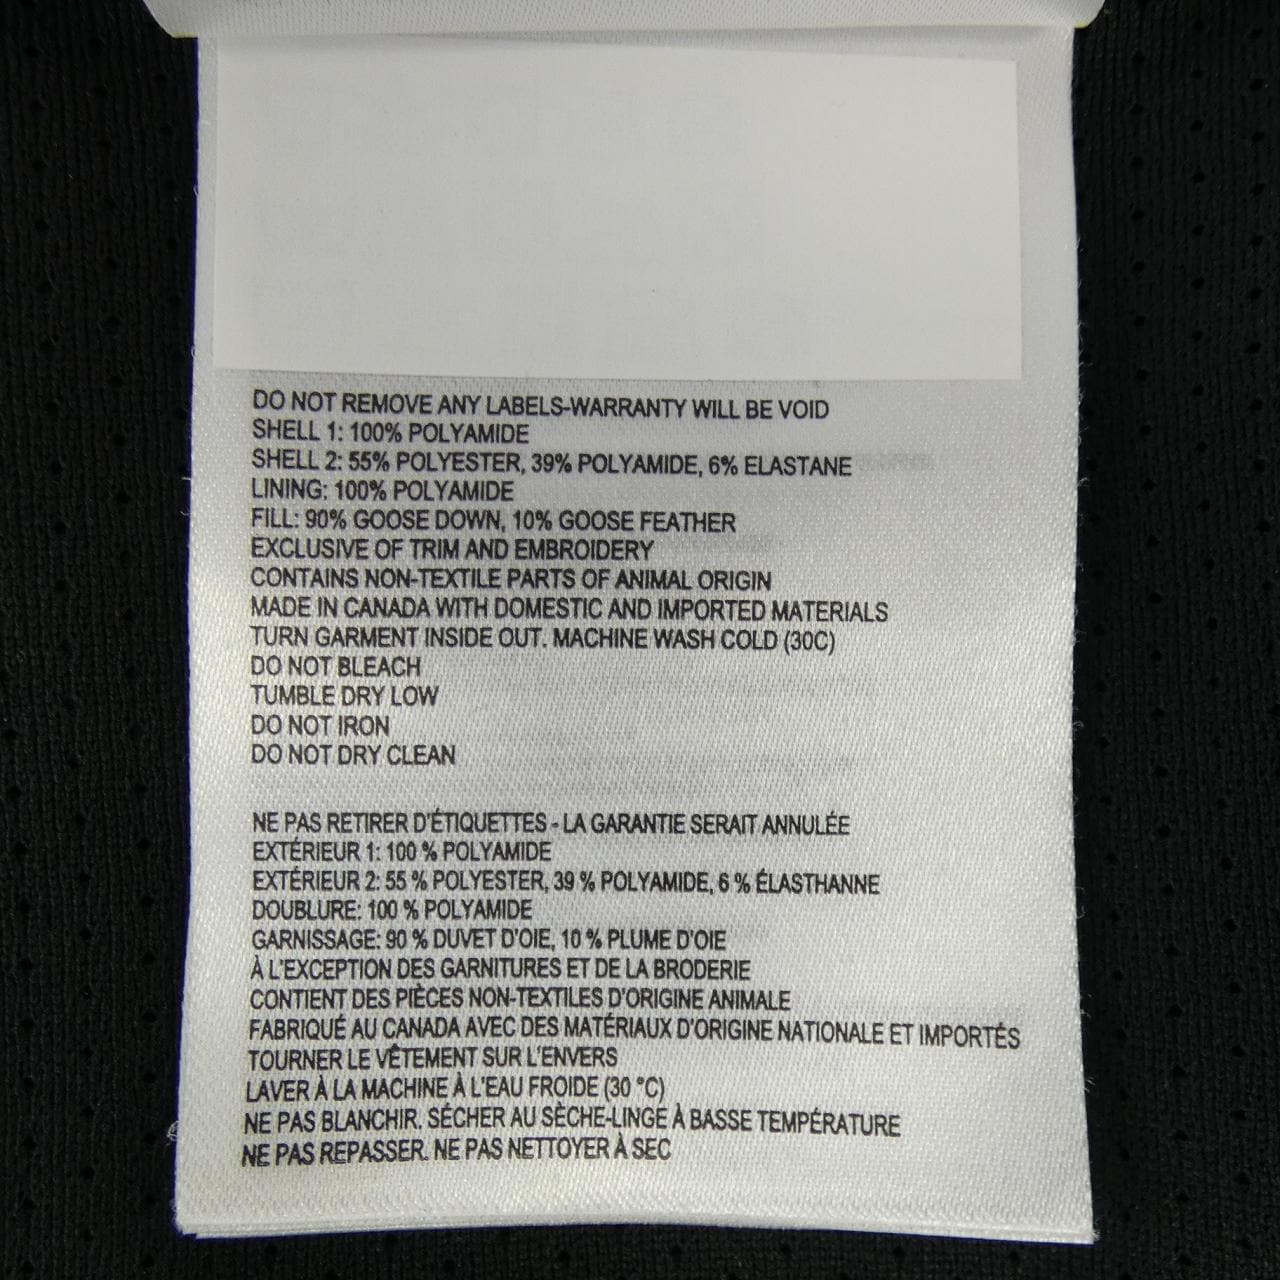 DO NOT REMOVE ANY LABELS-WARRANTY WILL BE VOID
SHELL 1: 100% POLYAMIDE
SHELL 2: 55% POLYESTER, 39% POLYAMIDE, 6% ELASTANE
LINING: 100% POLYAMIDE
FILL: 90% GOOSE DOWN, 10% GOOSE FEATHER
EXCLUSIVE OF TRIM AND EMBROIDERY
CONTAINS NON-TEXTILE PARTS OF ANIMAL ORIGIN
MADE IN CANADA WITH DOMESTIC AND IMPORTED MATERIALS
TURN GARMENT INSIDE OUT. MACHINE WASH COLD (30C)
DO NOT BLEACH
TUMBLE DRY LOW
DO NOT IRON
DO NOT DRY CLEAN
NE PAS RETIRER D'ÉTIQUETTES - LA GARANTIE SERAIT ANNULÉE
EXTÉRIEUR 1: 100 % POLYAMIDE
EXTÉRIEUR 2: 55 % POLYESTER, 39 % POLYAMIDE, 6 % ÉLASTHANNE
DOUBLURE: 100 % POLYAMIDE
GARNISSAGE: 90 % DUVET D'OIE, 10 % PLUME D'OIE
À L'EXCEPTION DES GARNITURES ET DE LA BRODERIE
CONTIENT DES PIÈCES NON-TEXTILES D'ORIGINE ANIMALE
FABRIQUÉ AU CANADA AVEC DES MATÉRIAUX D'ORIGINE NATIONALE ET IMPORTÉS
TOURNER LE VÊTEMENT SUR L'ENVERS
LAVER À LA MACHINE À L'EAU FROIDE (30 °C)
NE PAS BLANCHIR. SÉCHER AU SÈCHE-LINGE À BASSE TEMPÉRATURE
NE PAS REPASSER. NE PAS NETTOYER À SEC